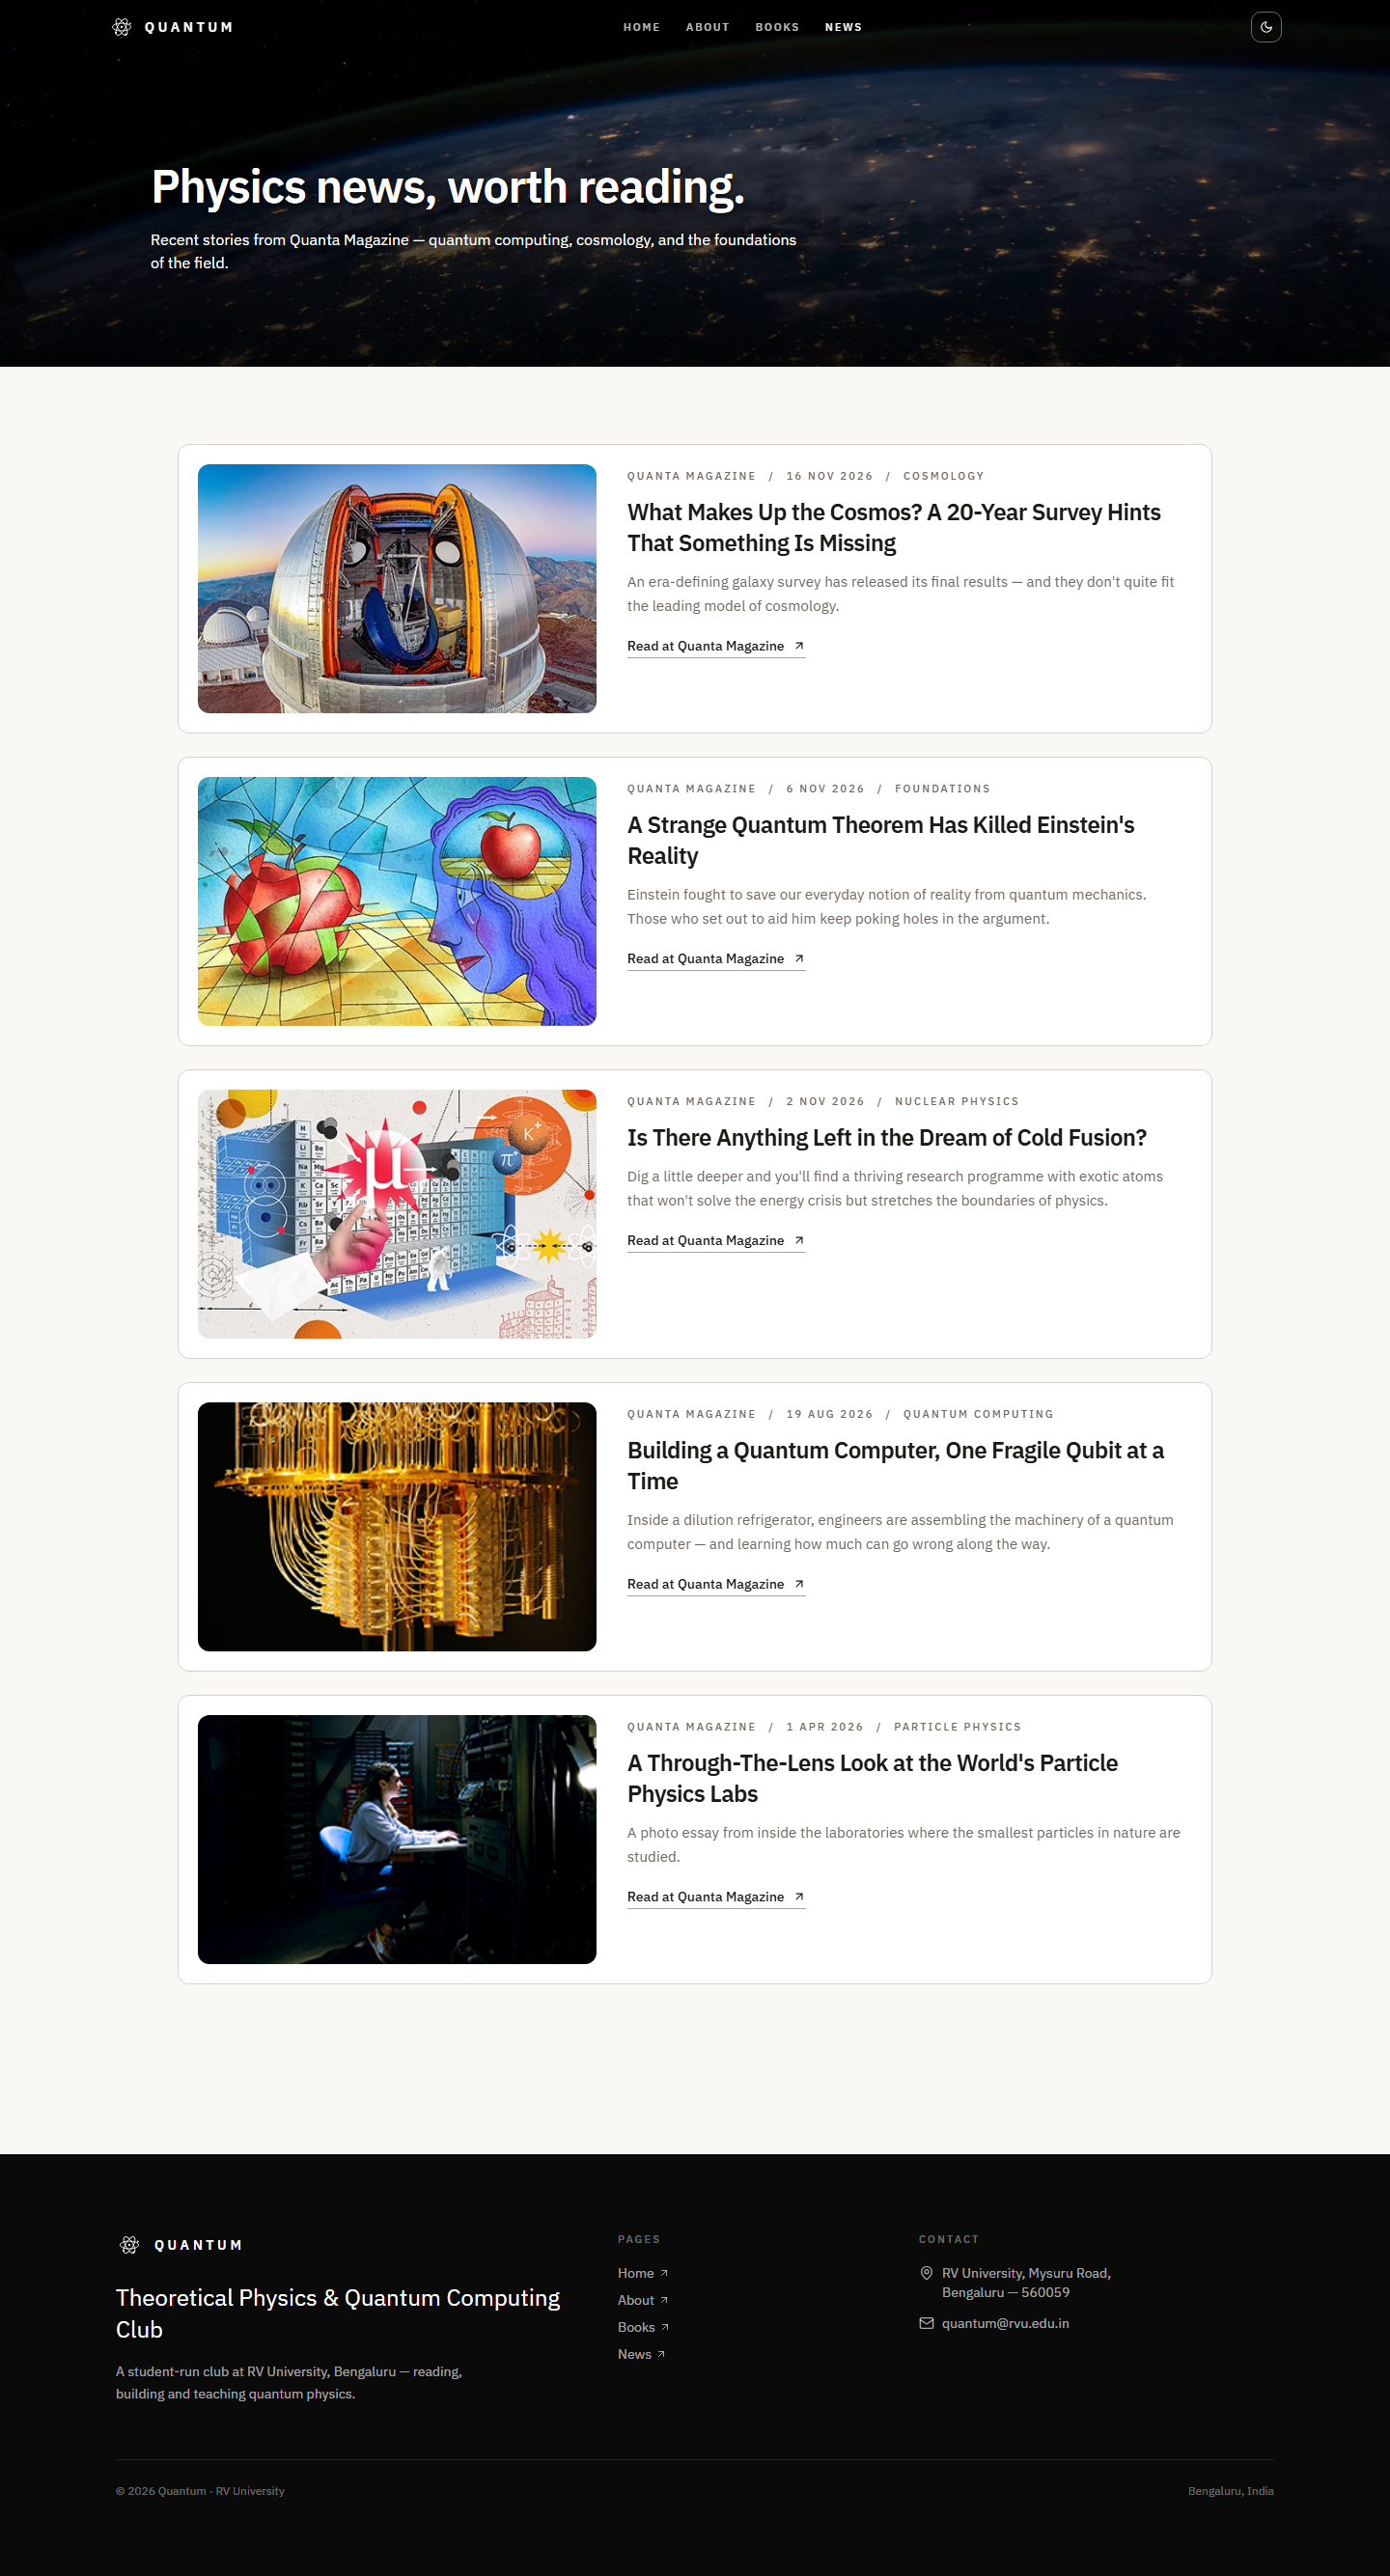 QUANTUM
HOME ABOUT BOOKS NEWS
Physics news, worth reading.
Recent stories from Quanta Magazine — quantum computing, cosmology, and the foundations
of the field.
QUANTA MAGAZINE / 16 NOV 2026 / COSMOLOGY
What Makes Up the Cosmos? A 20-Year Survey Hints
That Something Is Missing
An era-defining galaxy survey has released its final results — and they don't quite fit
the leading model of cosmology.
Read at Quanta Magazine
QUANTA MAGAZINE / 6 NOV 2026 / FOUNDATIONS
A Strange Quantum Theorem Has Killed Einstein's
Reality
Einstein fought to save our everyday notion of reality from quantum mechanics.
Those who set out to aid him keep poking holes in the argument.
Read at Quanta Magazine
K+
π+
μ
QUANTA MAGAZINE / 2 NOV 2026 / NUCLEAR PHYSICS
Is There Anything Left in the Dream of Cold Fusion?
Dig a little deeper and you'll find a thriving research programme with exotic atoms
that won't solve the energy crisis but stretches the boundaries of physics.
Read at Quanta Magazine
QUANTA MAGAZINE / 19 AUG 2026 / QUANTUM COMPUTING
Building a Quantum Computer, One Fragile Qubit at a
Time
Inside a dilution refrigerator, engineers are assembling the machinery of a quantum
computer — and learning how much can go wrong along the way.
Read at Quanta Magazine
QUANTA MAGAZINE / 1 APR 2026 / PARTICLE PHYSICS
A Through-The-Lens Look at the World's Particle
Physics Labs
A photo essay from inside the laboratories where the smallest particles in nature are
studied.
Read at Quanta Magazine
QUANTUM
Theoretical Physics & Quantum Computing
Club
A student-run club at RV University, Bengaluru — reading,
building and teaching quantum physics.
PAGES
Home
About
Books
News
CONTACT
RV University, Mysuru Road,
Bengaluru — 560059
quantum@rvu.edu.in
© 2026 Quantum · RV University
Bengaluru, India